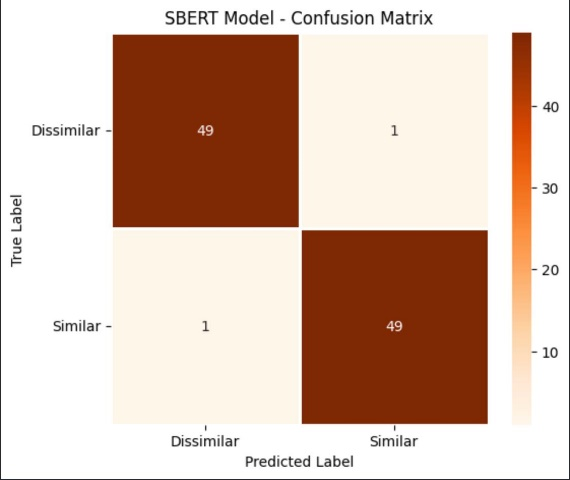 SBERT Model - Confusion Matrix
True Label
Dissimilar
49
1
Similar
1
49
Dissimilar
Similar
Predicted Label
40
30
20
10